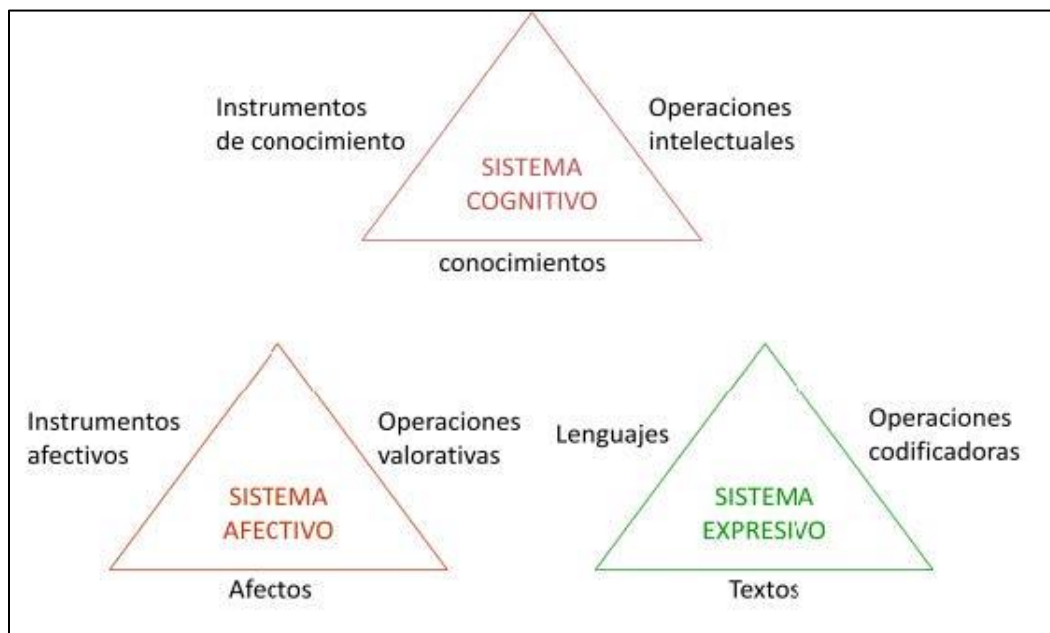 Instrumentos
de conocimiento
Operaciones
intelectuales
SISTEMA
COGNITIVO
conocimientos
Instrumentos
afectivos
Operaciones
valorativas
SISTEMA
AFECTIVO
Afectos
Lenguajes
Operaciones
codificadoras
SISTEMA
EXPRESIVO
Textos